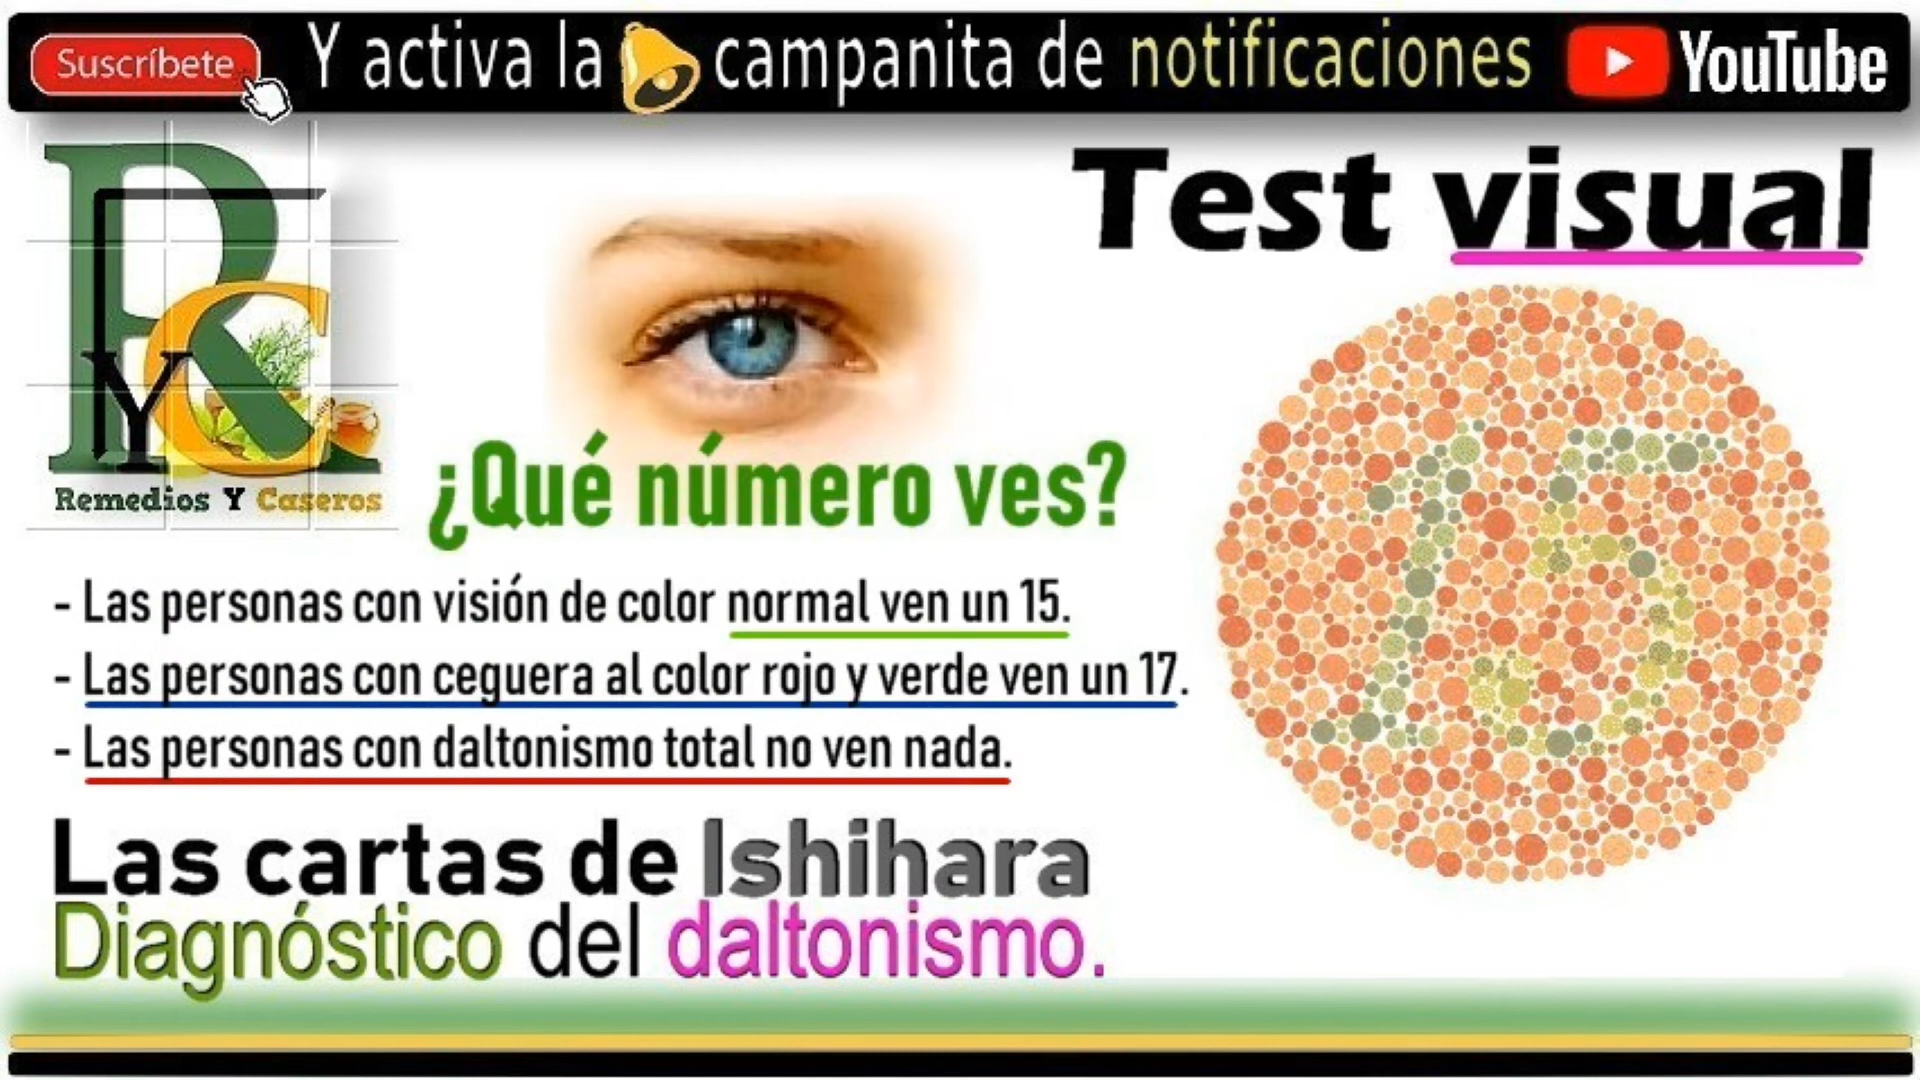 Suscríbete Y activa la campanita de notificaciones YouTube
Test visual
RYC
Remedios Y Caseros
¿Qué número ves?
- Las personas con visión de color normal ven un 15.
- Las personas con ceguera al color rojo y verde ven un 17.
- Las personas con daltonismo total no ven nada.
15
Las cartas de Ishihara
Diagnóstico del daltonismo.